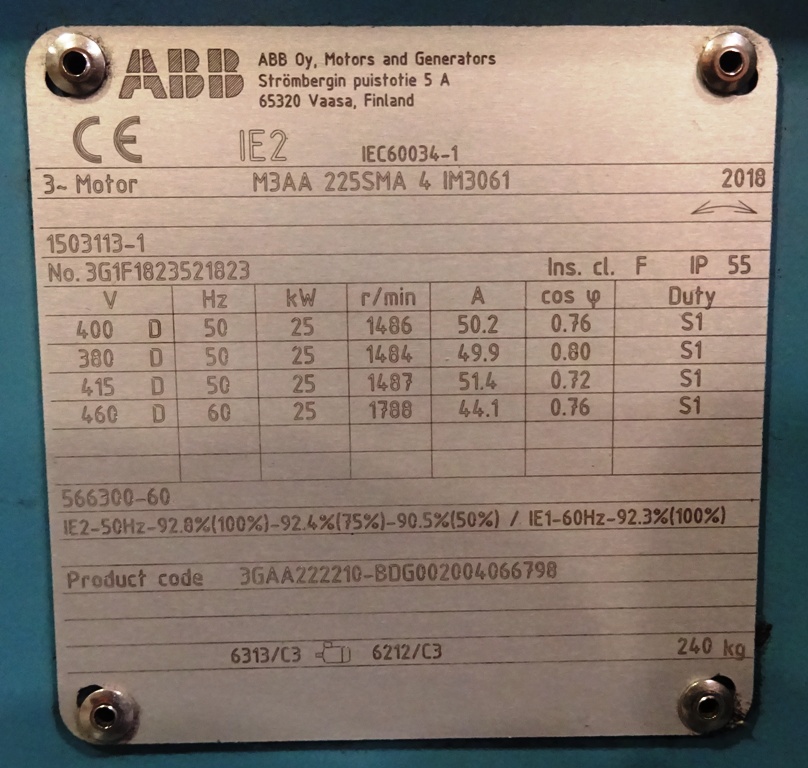 ABB
ABB Oy, Motors and Generators
Strömbergin puistotie 5 A
65320 Vaasa, Finland
CE IE2 IEC60034-1
3~ Motor M3AA 225SMA 4 IM3061 2018
1503113-1
No. 3G1F1823521823 Ins. cl. F IP 55
V Hz kW r/min A cos φ Duty
400 D 50 25 1486 50.2 0.76 S1
380 D 50 25 1484 49.9 0.80 S1
415 D 50 25 1487 51.4 0.72 S1
460 D 60 25 1788 44.1 0.76 S1
566300-60
IE2-50Hz-92.8%(100%)-92.4%(75%)-90.5%(50%) / IE1-60Hz-92.3%(100%)
Product code 3GAA222210-BDG002004066798
6313/C3 6212/C3 240 kg